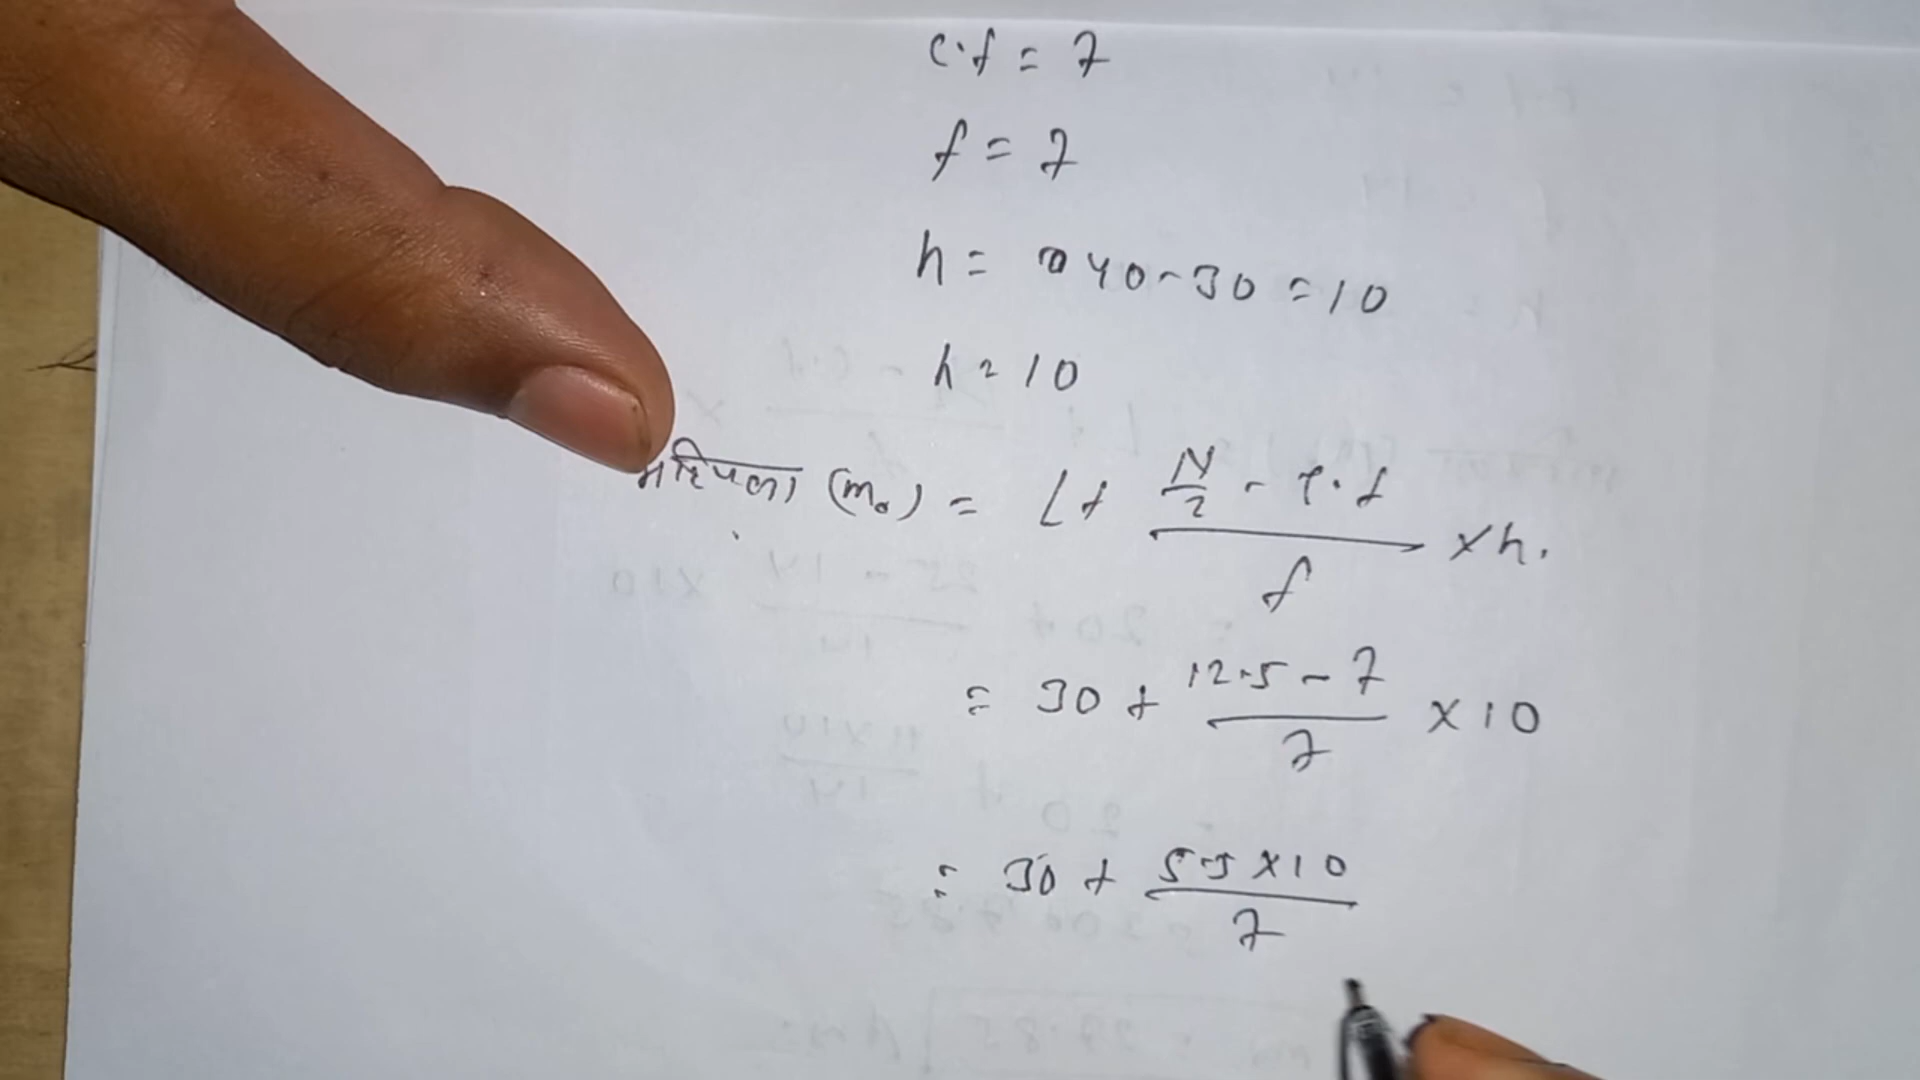 c.f = 7
f = 7
h = 40-30 = 10
h = 10
(m₀) = L + (N/2 - c.f)/f × h.
= 30 + (12.5 - 7)/7 × 10
= 30 + (5.5 × 10)/7